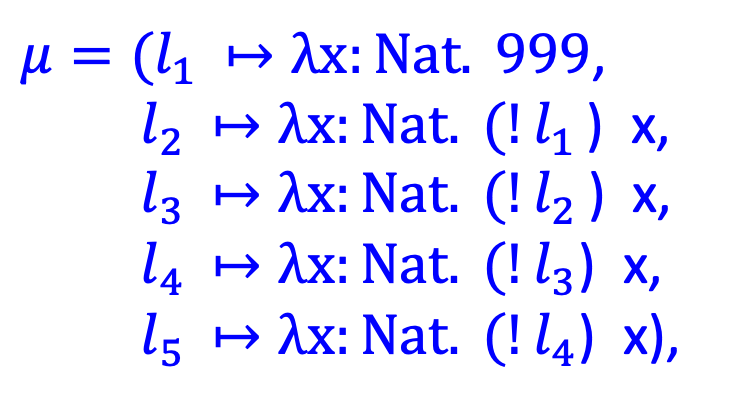 μ = (l₁ ↦ λx: Nat. 999,
l₂ ↦ λx: Nat. (! l₁ ) x,
l₃ ↦ λx: Nat. (! l₂ ) x,
l₄ ↦ λx: Nat. (! l₃) x,
l₅ ↦ λx: Nat. (! l₄) x),